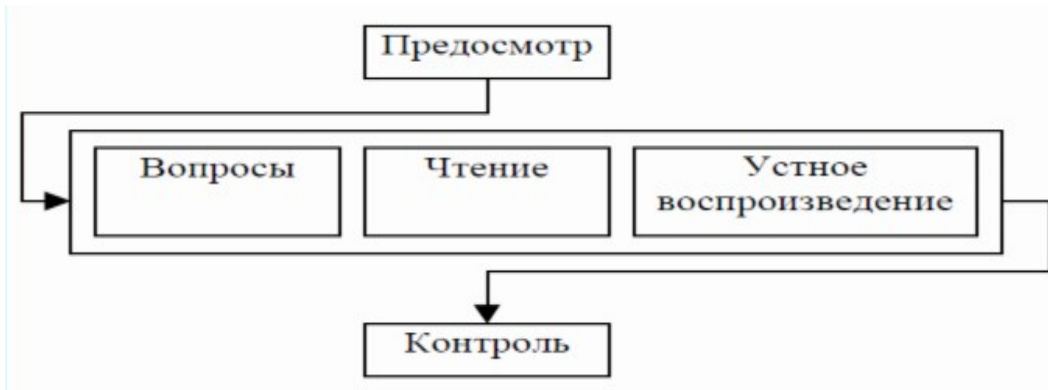 Предосмотр
Вопросы
Чтение
Устное
воспроизведение
Контроль